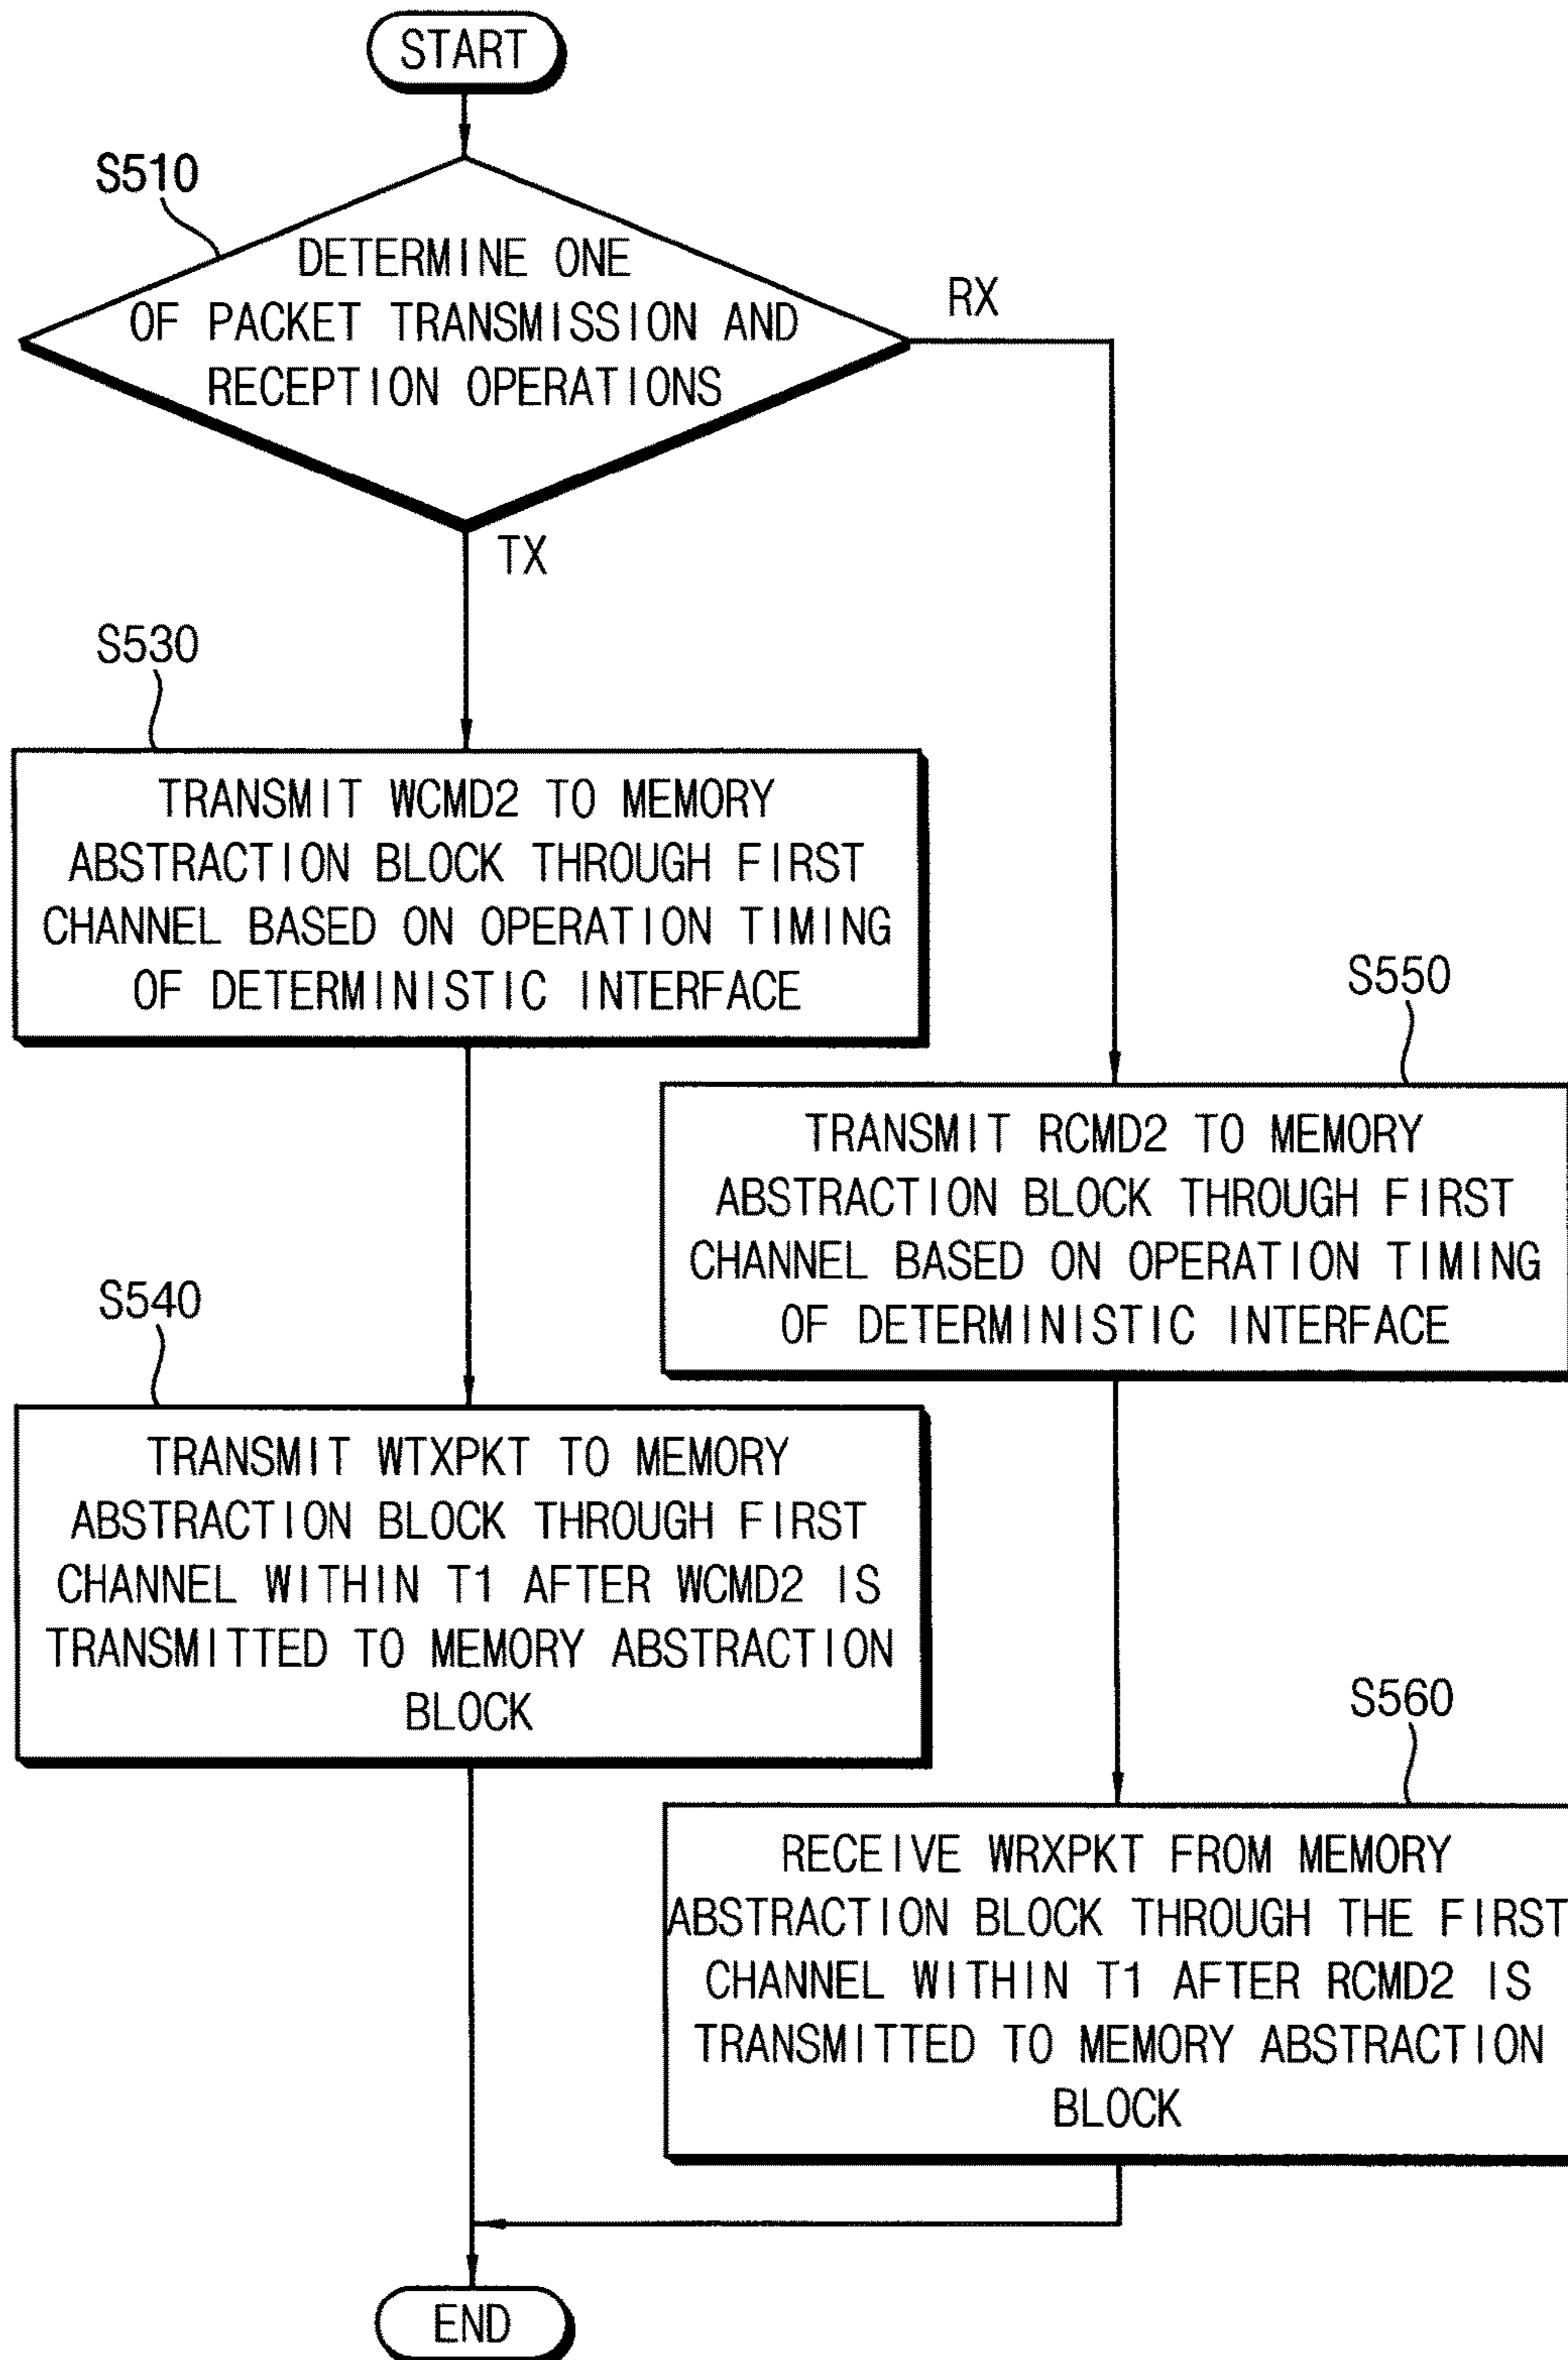 START
S510
DETERMINE ONE
OF PACKET TRANSMISSION AND
RECEPTION OPERATIONS
RX
TX
S530
TRANSMIT WCMD2 TO MEMORY
ABSTRACTION BLOCK THROUGH FIRST
CHANNEL BASED ON OPERATION TIMING
OF DETERMINISTIC INTERFACE
S550
TRANSMIT RCMD2 TO MEMORY
ABSTRACTION BLOCK THROUGH FIRST
CHANNEL BASED ON OPERATION TIMING
OF DETERMINISTIC INTERFACE
S540
TRANSMIT WTXPKT TO MEMORY
ABSTRACTION BLOCK THROUGH FIRST
CHANNEL WITHIN T1 AFTER WCMD2 IS
TRANSMITTED TO MEMORY ABSTRACTION
BLOCK
S560
RECEIVE WRXPKT FROM MEMORY
ABSTRACTION BLOCK THROUGH THE FIRST
CHANNEL WITHIN T1 AFTER RCMD2 IS
TRANSMITTED TO MEMORY ABSTRACTION
BLOCK
END